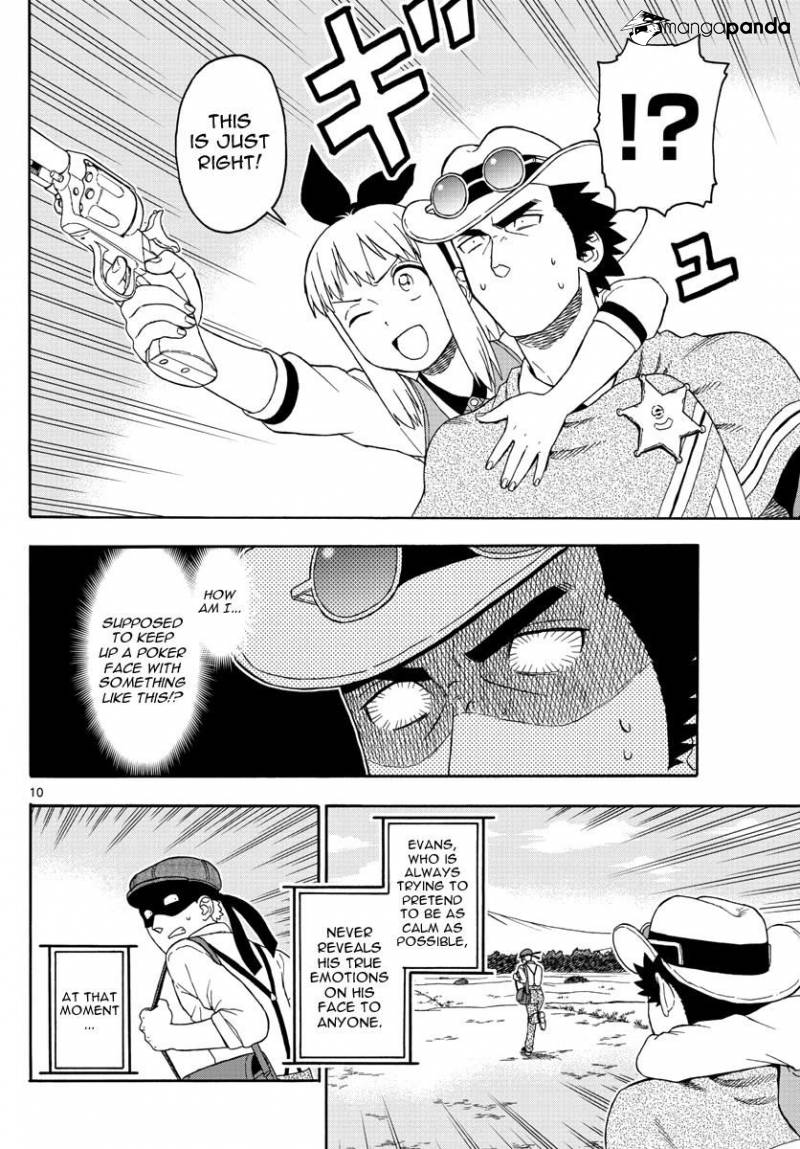 mangapanda
!?
THIS
IS JUST
RIGHT!
ギュ
HOW
AM I...
SUPPOSED
TO KEEP
UP A POKER
FACE WITH
SOMETHING
LIKE THIS!?
10
EVANS,
WHO IS
ALWAYS
TRYING TO
PRETEND
TO BE AS
CALM AS
POSSIBLE,
NEVER
REVEALS
HIS TRUE
EMOTIONS
ON HIS
FACE TO
ANYONE.
AT THAT
MOMENT
...